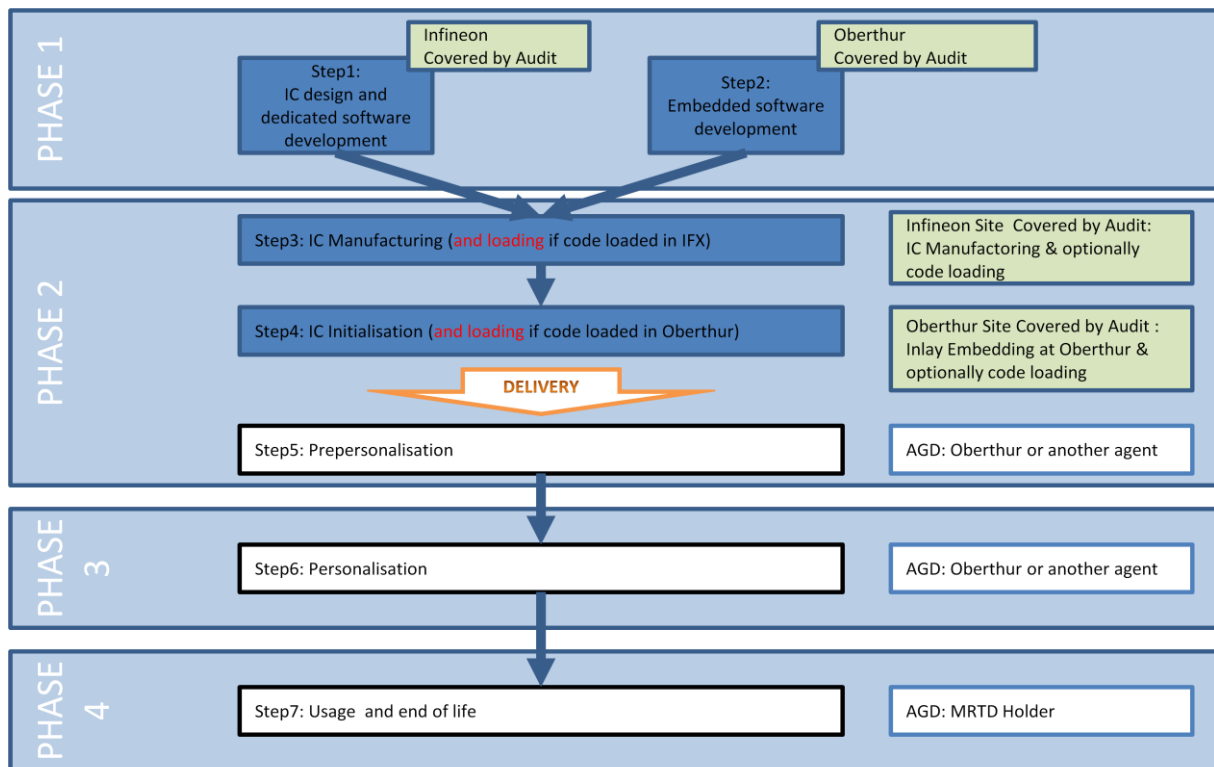 PHASE 1
Infineon
Covered by Audit
Step1:
IC design and
dedicated software
development
Oberthur
Covered by Audit
Step2:
Embedded software
development
PHASE 2
Step3: IC Manufacturing (and loading if code loaded in IFX)
Infineon Site  Covered by Audit:
IC Manufactoring & optionally
code loading
Step4: IC Initialisation (and loading if code loaded in Oberthur)
Oberthur Site Covered by Audit :
Inlay Embedding at Oberthur &
optionally code loading
DELIVERY
Step5: Prepersonalisation
AGD: Oberthur or another agent
PHASE
3
Step6: Personalisation
AGD: Oberthur or another agent
PHASE
4
Step7: Usage  and end of life
AGD: MRTD Holder